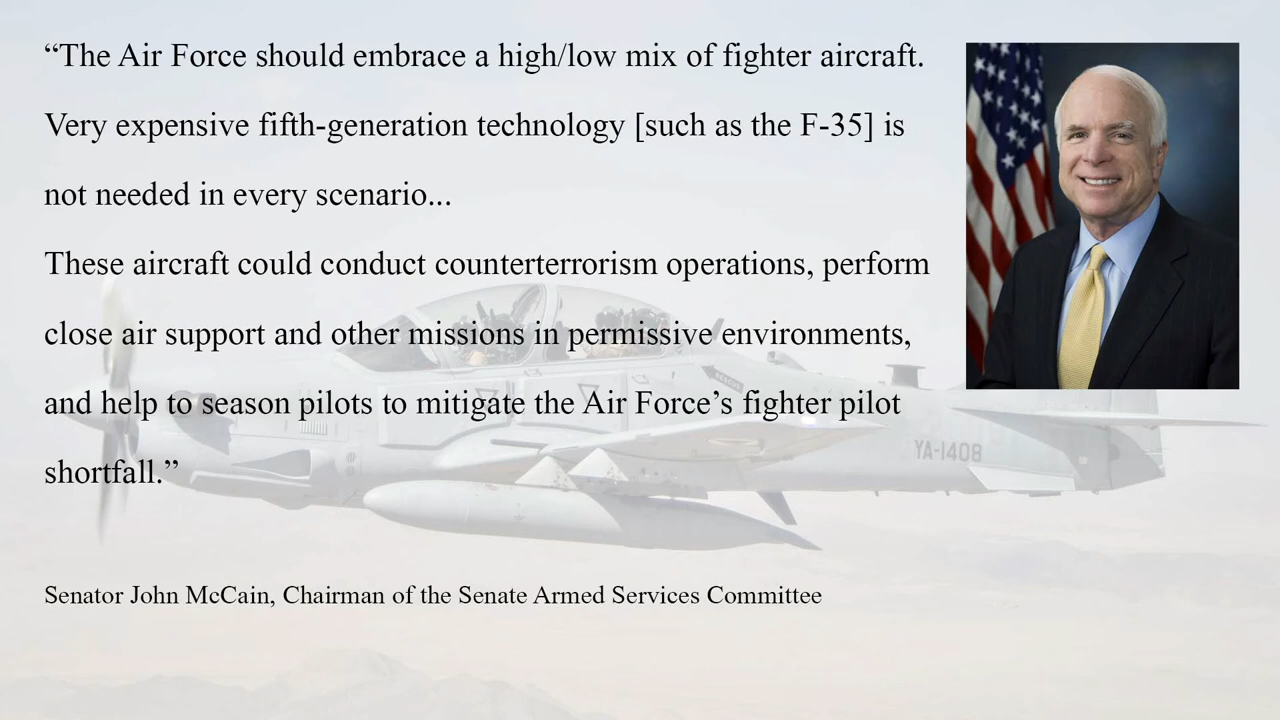 “The Air Force should embrace a high/low mix of fighter aircraft.
Very expensive fifth-generation technology [such as the F-35] is
not needed in every scenario...
These aircraft could conduct counterterrorism operations, perform
close air support and other missions in permissive environments,
and help to season pilots to mitigate the Air Force’s fighter pilot
shortfall.”
RESCUE
YA-1408
Senator John McCain, Chairman of the Senate Armed Services Committee